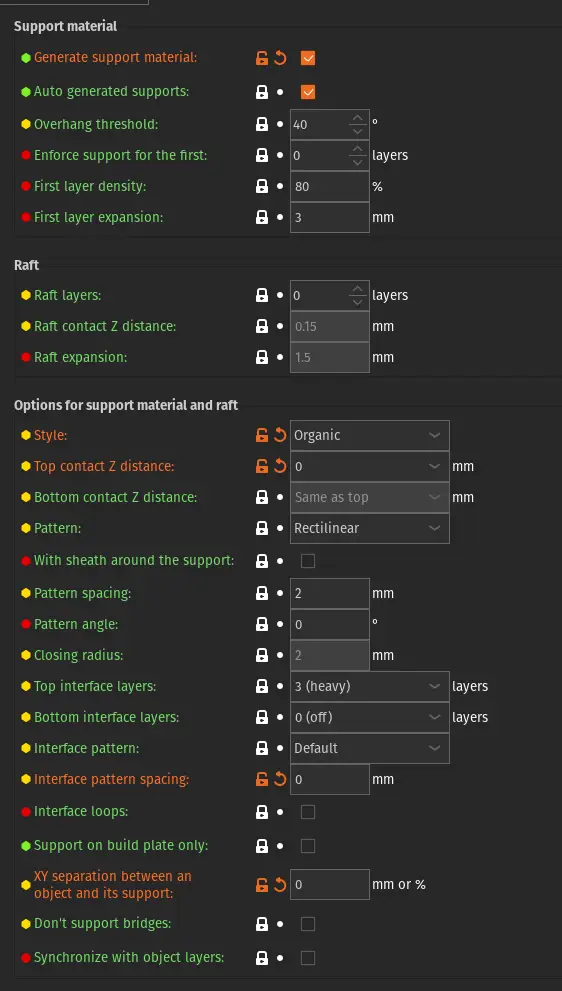 Support material
Generate support material:
Auto generated supports:
Overhang threshold: 40 °
Enforce support for the first: 0 layers
First layer density: 80 %
First layer expansion: 3 mm
Raft
Raft layers: 0 layers
Raft contact Z distance: 0.15 mm
Raft expansion: 1.5 mm
Options for support material and raft
Style: Organic
Top contact Z distance: 0 mm
Bottom contact Z distance: Same as top mm
Pattern: Rectilinear
With sheath around the support:
Pattern spacing: 2 mm
Pattern angle: 0 °
Closing radius: 2 mm
Top interface layers: 3 (heavy) layers
Bottom interface layers: 0 (off) layers
Interface pattern: Default
Interface pattern spacing: 0 mm
Interface loops:
Support on build plate only:
XY separation between an
object and its support: 0 mm or %
Don't support bridges:
Synchronize with object layers: